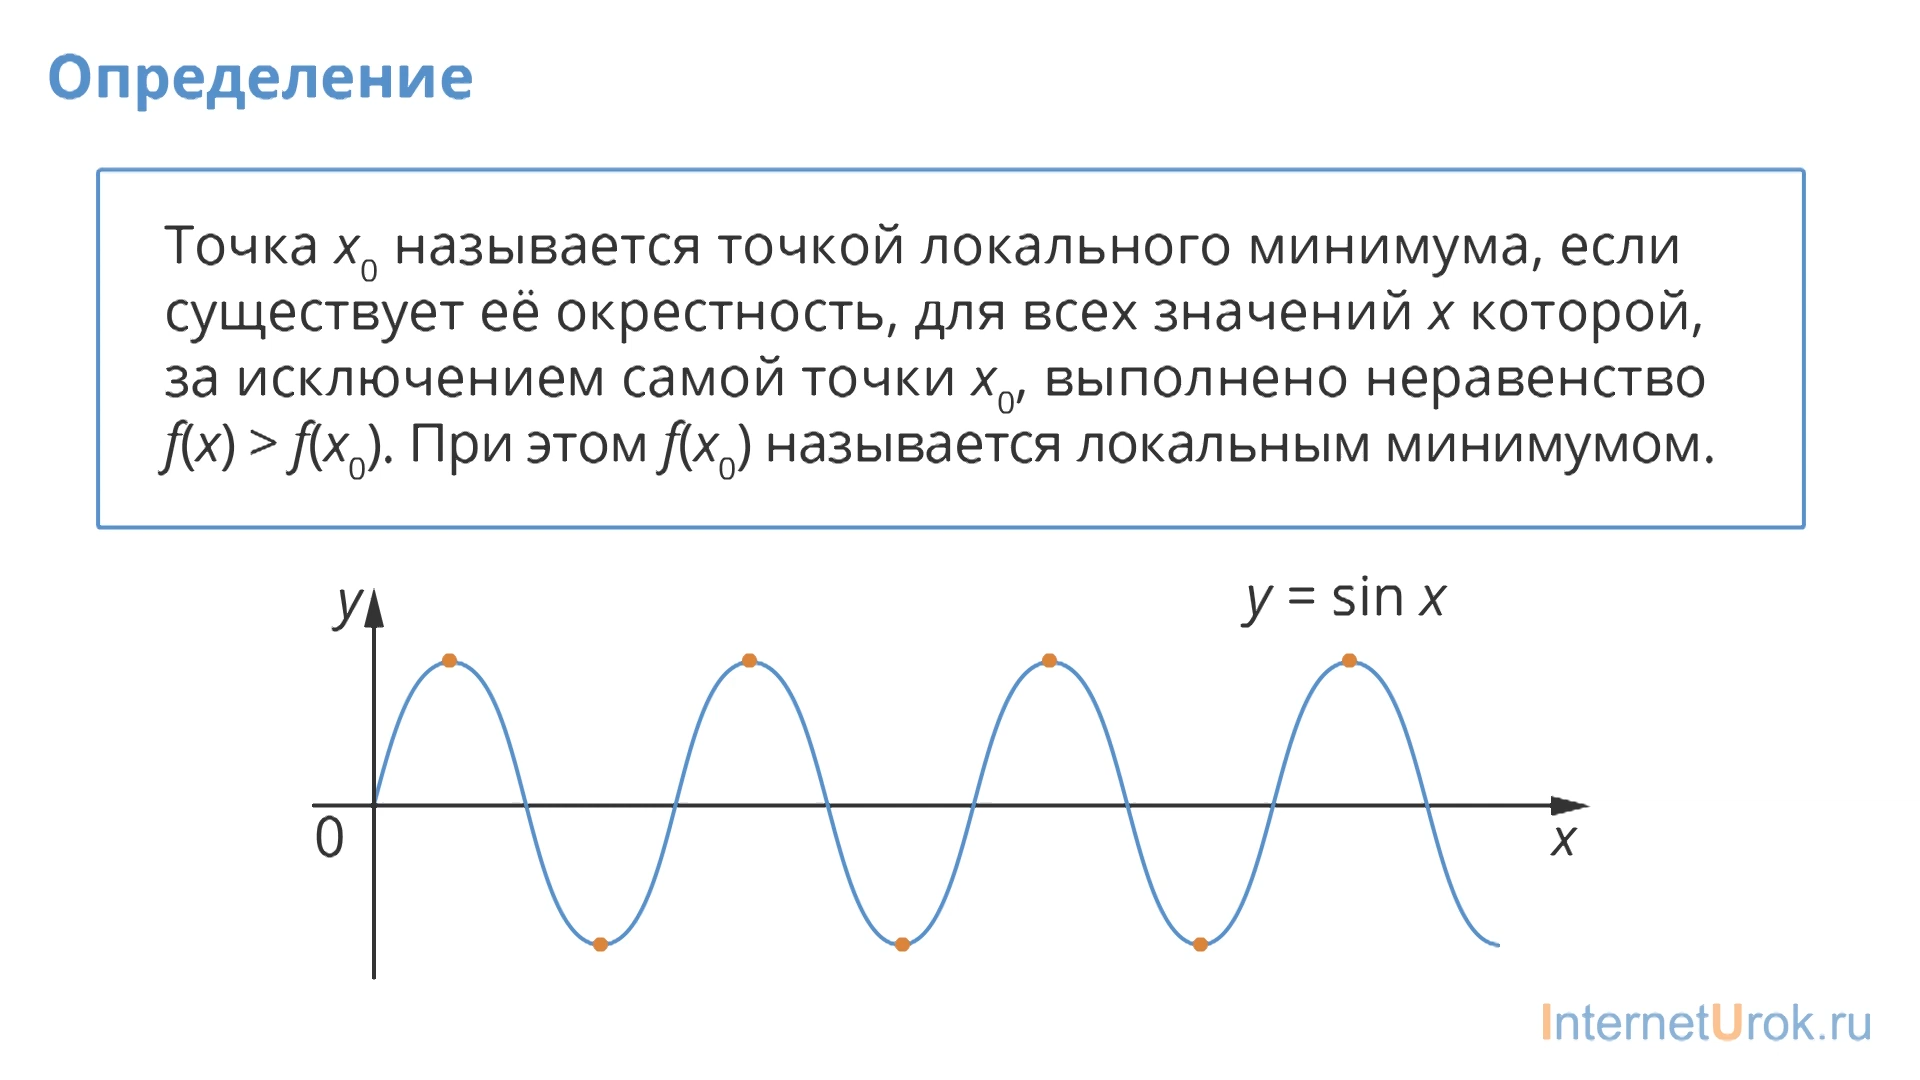 Определение
Точка x₀ называется точкой локального минимума, если
существует её окрестность, для всех значений x которой,
за исключением самой точки x₀, выполнено неравенство
f(x) > f(x₀). При этом f(x₀) называется локальным минимумом.
y
y = sin x
0
x
InternetUrok.ru